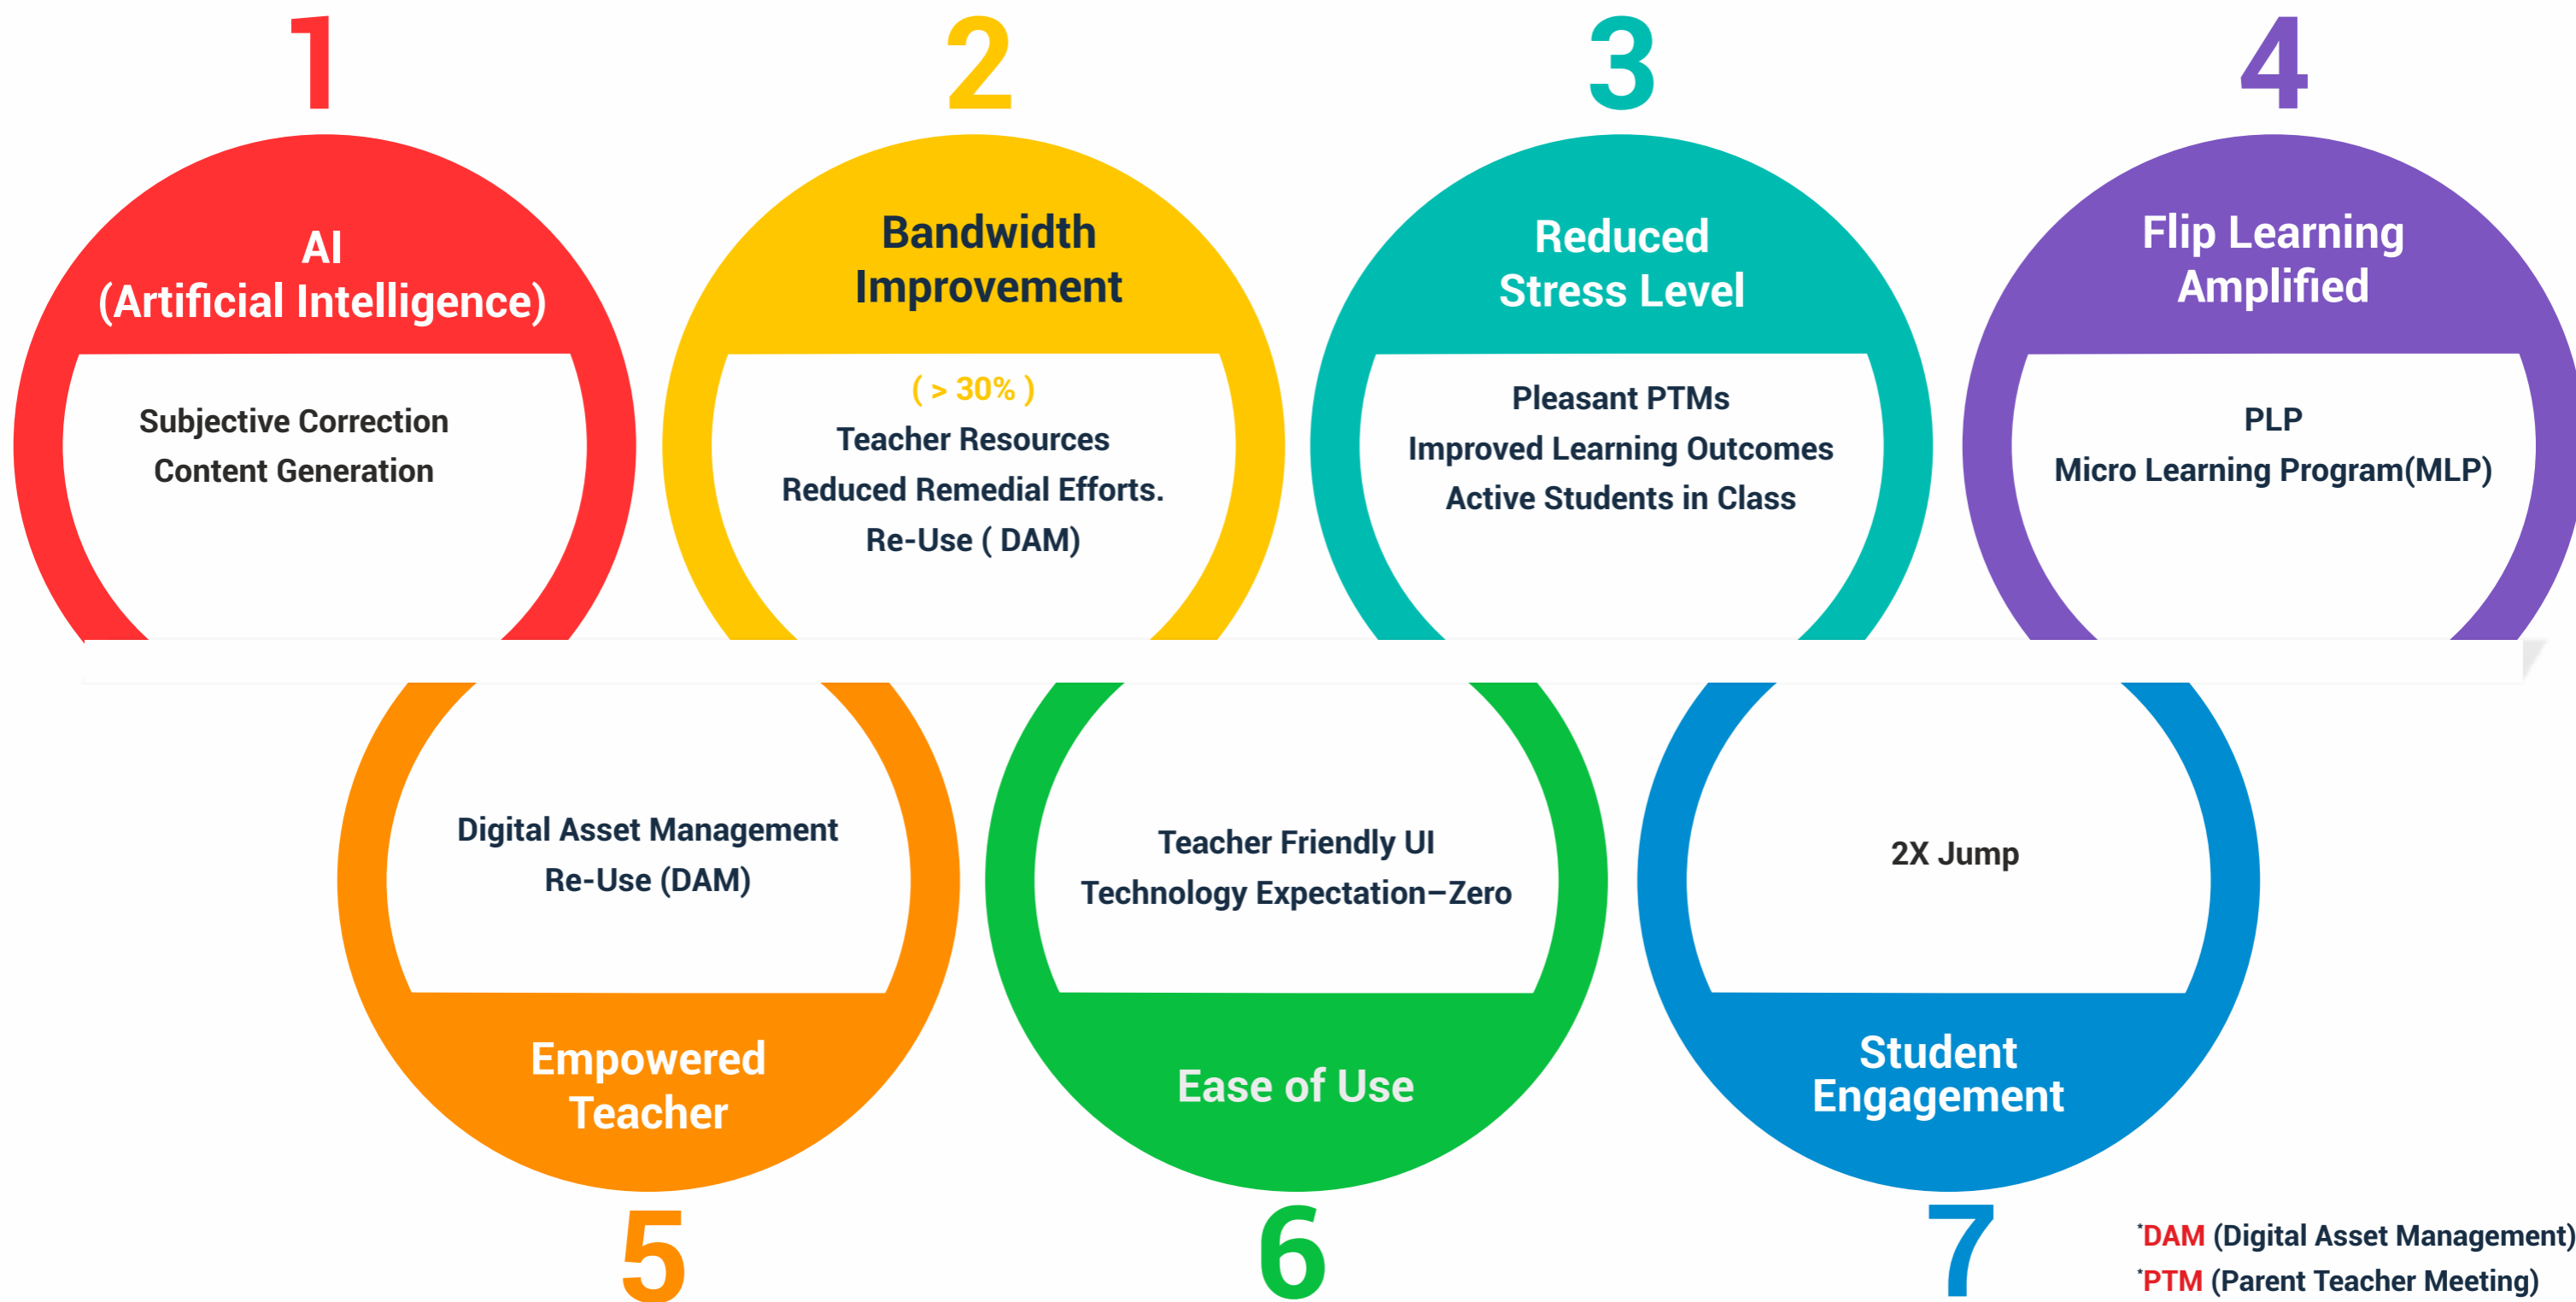 1
AI
(Artificial Intelligence)
Subjective Correction
Content Generation
2
Bandwidth
Improvement
( > 30% )
Teacher Resources
Reduced Remedial Efforts.
Re-Use ( DAM)
3
Reduced
Stress Level
Pleasant PTMs
Improved Learning Outcomes
Active Students in Class
4
Flip Learning
Amplified
PLP
Micro Learning Program(MLP)
Digital Asset Management
Re-Use (DAM)
Empowered
Teacher
5
Teacher Friendly UI
Technology Expectation–Zero
Ease of Use
6
2X Jump
Student
Engagement
7
*DAM (Digital Asset Management)
*PTM (Parent Teacher Meeting)